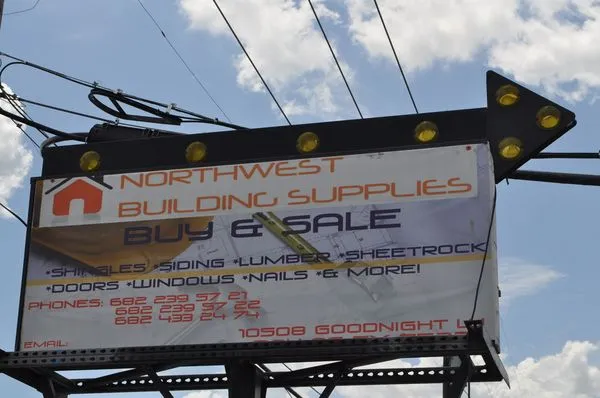 NORTHWEST
BUILDING SUPPLIES
BUY & SALE
*SHINGLES *SIDING *LUMBER *SHEETROCK
*DOORS *WINDOWS *NAILS & MORE!
PHONES: 682 239 57 21
682 239 57 22
682 433 24 74
10508 GOODNIGHT
EMAIL: